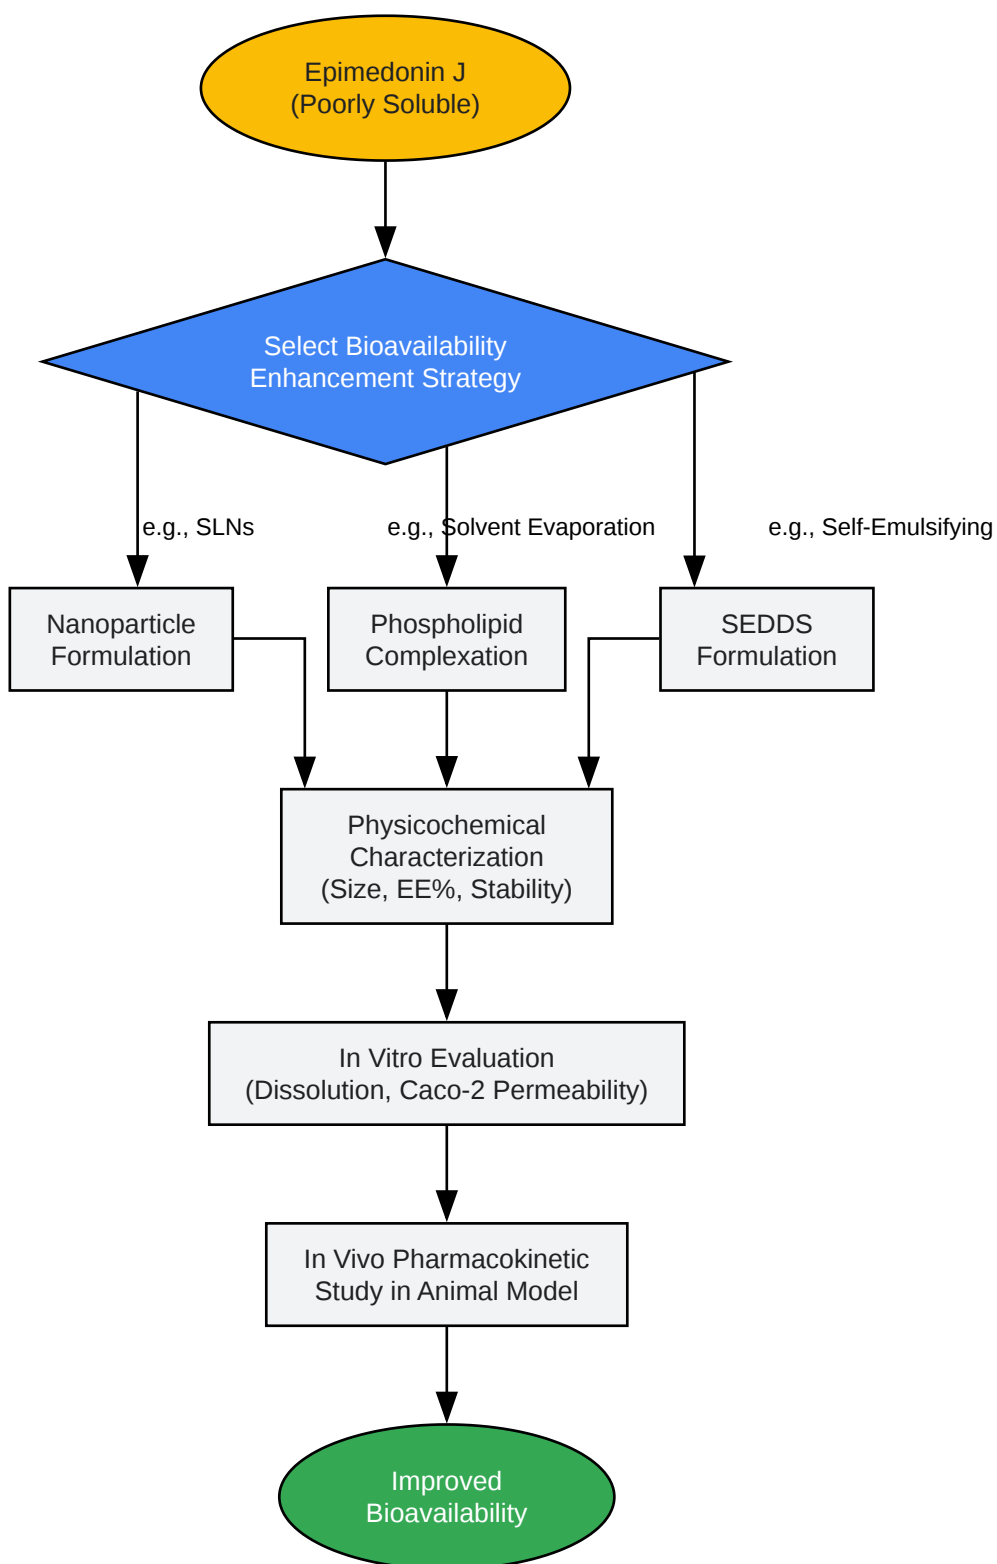 Epimedonin J
(Poorly Soluble)
Select Bioavailability
Enhancement Strategy
e.g., SLNs
e.g., Solvent Evaporation
e.g., Self-Emulsifying
Nanoparticle
Formulation
Phospholipid
Complexation
SEDDS
Formulation
Physicochemical
Characterization
(Size, EE%, Stability)
In Vitro Evaluation
(Dissolution, Caco-2 Permeability)
In Vivo Pharmacokinetic
Study in Animal Model
Improved
Bioavailability